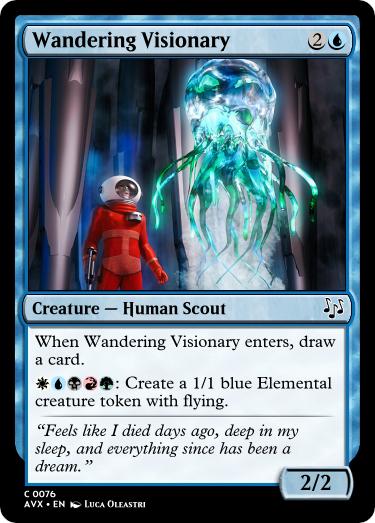 Wandering Visionary 2
Creature — Human Scout
When Wandering Visionary enters, draw
a card.
: Create a 1/1 blue Elemental
creature token with flying.
“Feels like I died days ago, deep in my
sleep, and everything since has been a
dream.”
2/2
C 0076
AVX • EN Luca Oleastri